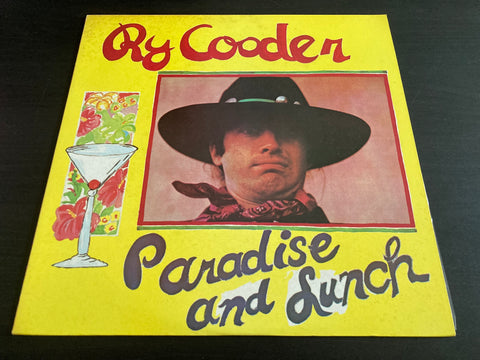 Ry Cooder
Paradise
and Lunch